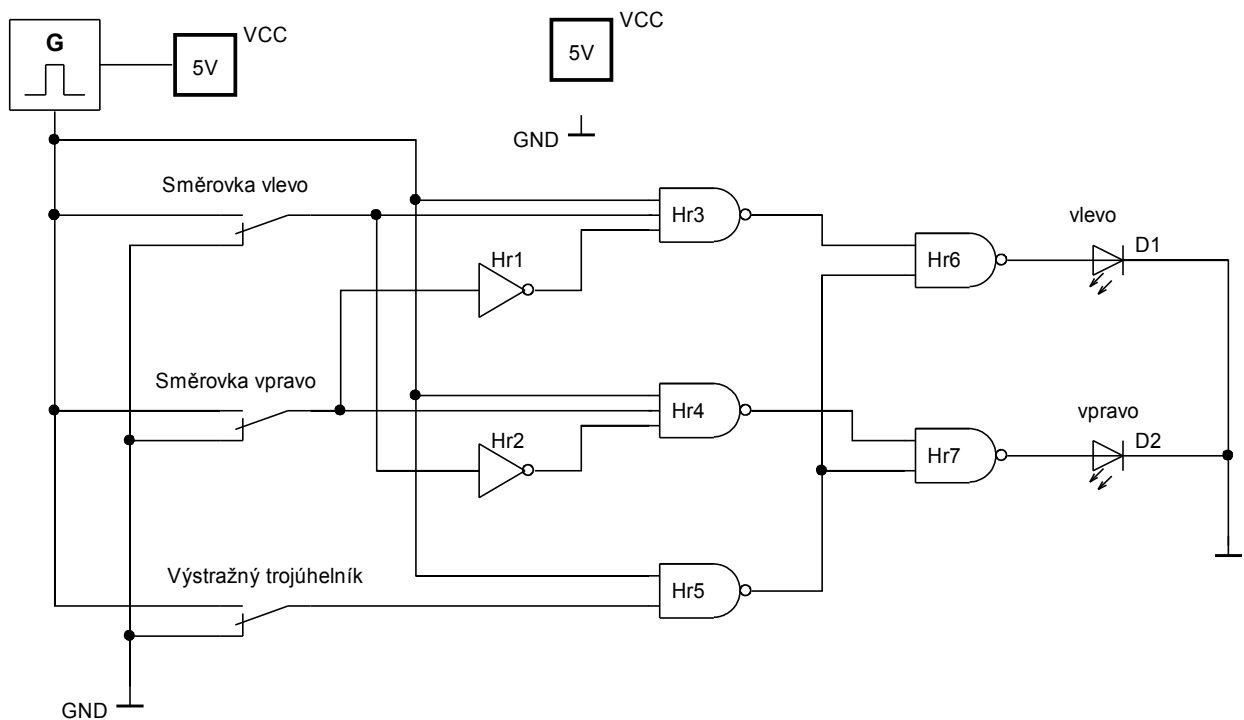 G
VCC
5V
VCC
5V
GND
Směrovka vlevo
Hr3
vlevo
D1
Hr1
Hr6
Směrovka vpravo
Hr4
vpravo
D2
Hr2
Hr7
Výstražný trojúhelník
Hr5
GND